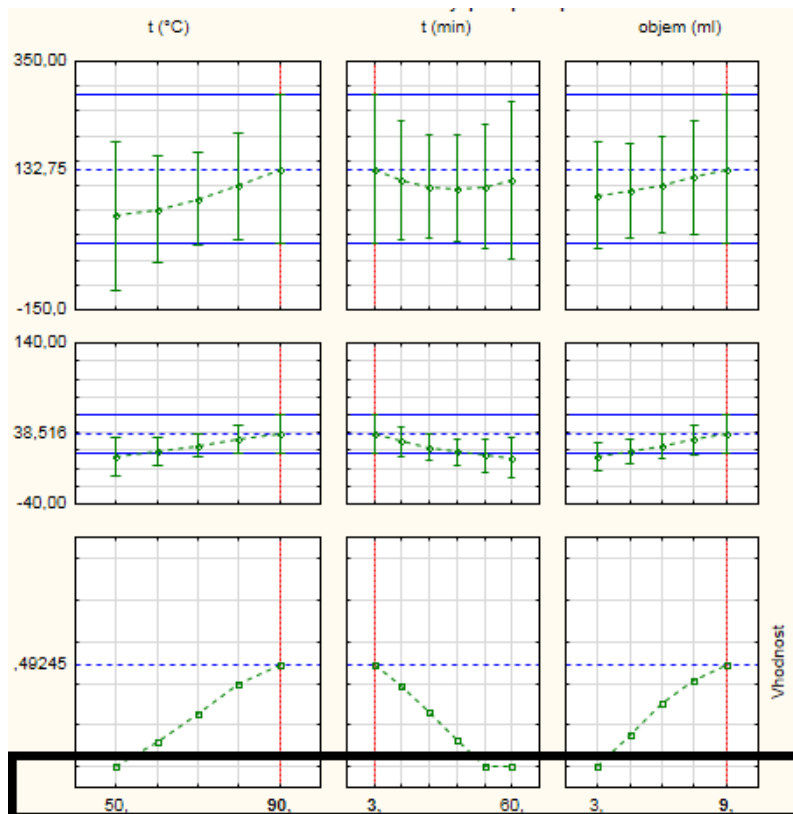 t (°C) t (min) objem (ml)
350,00
132,75
-150,0
140,00
38,516
-40,00
,49245
Vhodnost
50, 90, 3, 60, 3, 9,